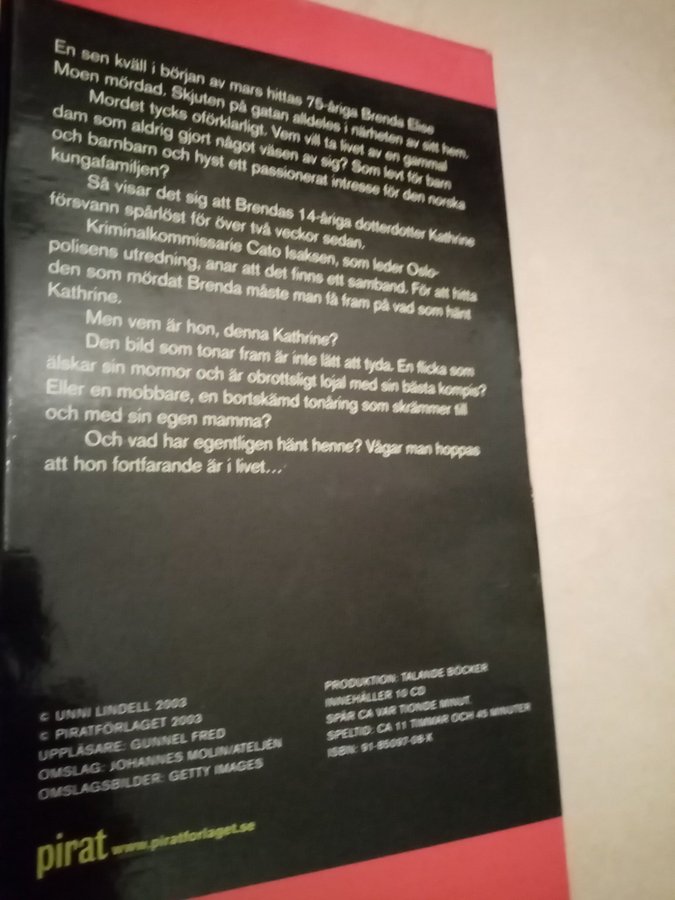 En sen kväll i början av mars hittas 75-åriga Brenda Elise
Moen mördad. Skjuten på gatan alldeles i närheten av sitt hem.
Mordet tycks oförklarligt. Vem vill ta livet av en gammal
dam som aldrig gjort något väsen av sig? Som levt för barn
och barnbarn och hyst ett passionerat intresse för den norska
kungafamiljen?
Så visar det sig att Brendas 14-åriga dotterdotter Kathrine
försvann spårlöst för över två veckor sedan.
Kriminalkommissarie Cato Isaksen, som leder Oslo-
polisens utredning, anar att det finns ett samband. För att hitta
den som mördat Brenda måste man få fram på vad som hänt
Kathrine.
Men vem är hon, denna Kathrine?
Den bild som tonar fram är inte lätt att tyda. En flicka som
älskar sin mormor och är obrottsligt lojal med sin bästa kompis?
Eller en mobbare, en bortskämd tonåring som skrämmer till
och med sin egen mamma?
Och vad har egentligen hänt henne? Vågar man hoppas
att hon fortfarande är i livet...
© UNNI LINDELL 2003
© PIRATFÖRLAGET 2003
UPPLÄSARE: GUNNEL FRED
OMSLAG: JOHANNES MOLIN/ATELJÉN
OMSLAGSBILDER: GETTY IMAGES
PRODUKTION: TALANDE BÖCKER
INNEHÅLLER 10 CD
SPÅR CA VAR TIONDE MINUT.
SPELTID: CA 11 TIMMAR OCH 45 MINUTER
ISBN: 91-85097-08-X
pirat www.piratforlaget.se